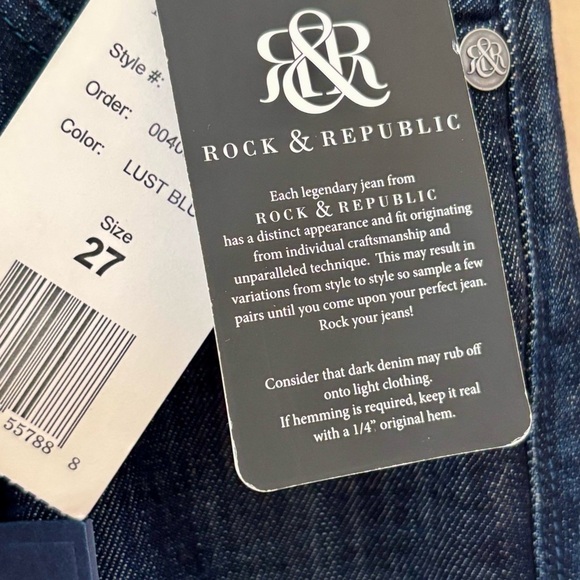 Style #:
Order: 0040
Color: LUST BLU
Size
27
55788 8
R&R
ROCK & REPUBLIC
Each legendary jean from
ROCK & REPUBLIC
has a distinct appearance and fit originating
from individual craftsmanship and
unparalleled technique. This may result in
variations from style to style so sample a few
pairs until you come upon your perfect jean.
Rock your jeans!
Consider that dark denim may rub off
onto light clothing.
If hemming is required, keep it real
with a 1/4" original hem.
R&R